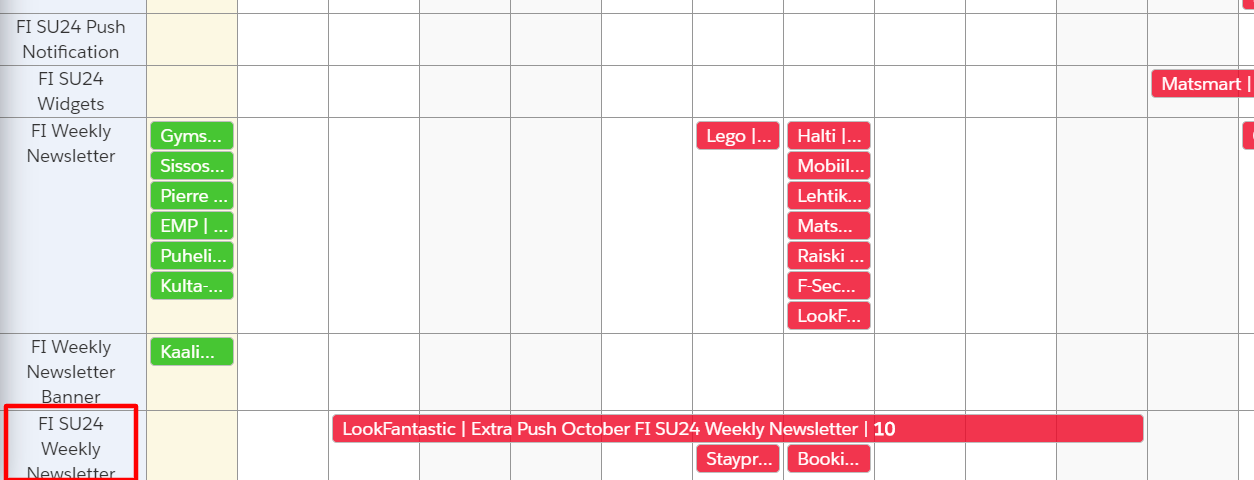 FI SU24 Push
Notification
FI SU24
Widgets
Matsmart |
FI Weekly
Newsletter
Gyms...
Sissos...
Pierre ...
EMP | ...
Puheli...
Kulta-...
Lego |...
Halti |...
Mobiil...
Lehtik...
Mats...
Raiski ...
F-Sec...
LookF...
FI Weekly
Newsletter
Banner
Kaali...
FI SU24
Weekly
Newsletter
LookFantastic | Extra Push October FI SU24 Weekly Newsletter | 10
Staypr...
Booki...